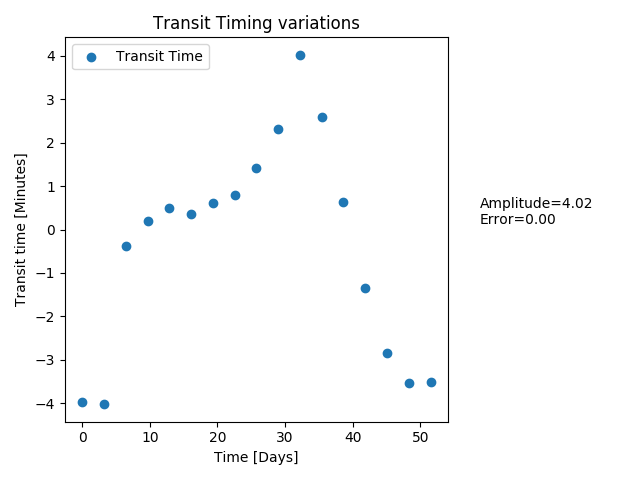 Transit Timing variations
Transit Time
Transit time [Minutes]
4
3
2
1
0
−1
−2
−3
−4
0
10
20
30
40
50
Time [Days]
Amplitude=4.02
Error=0.00